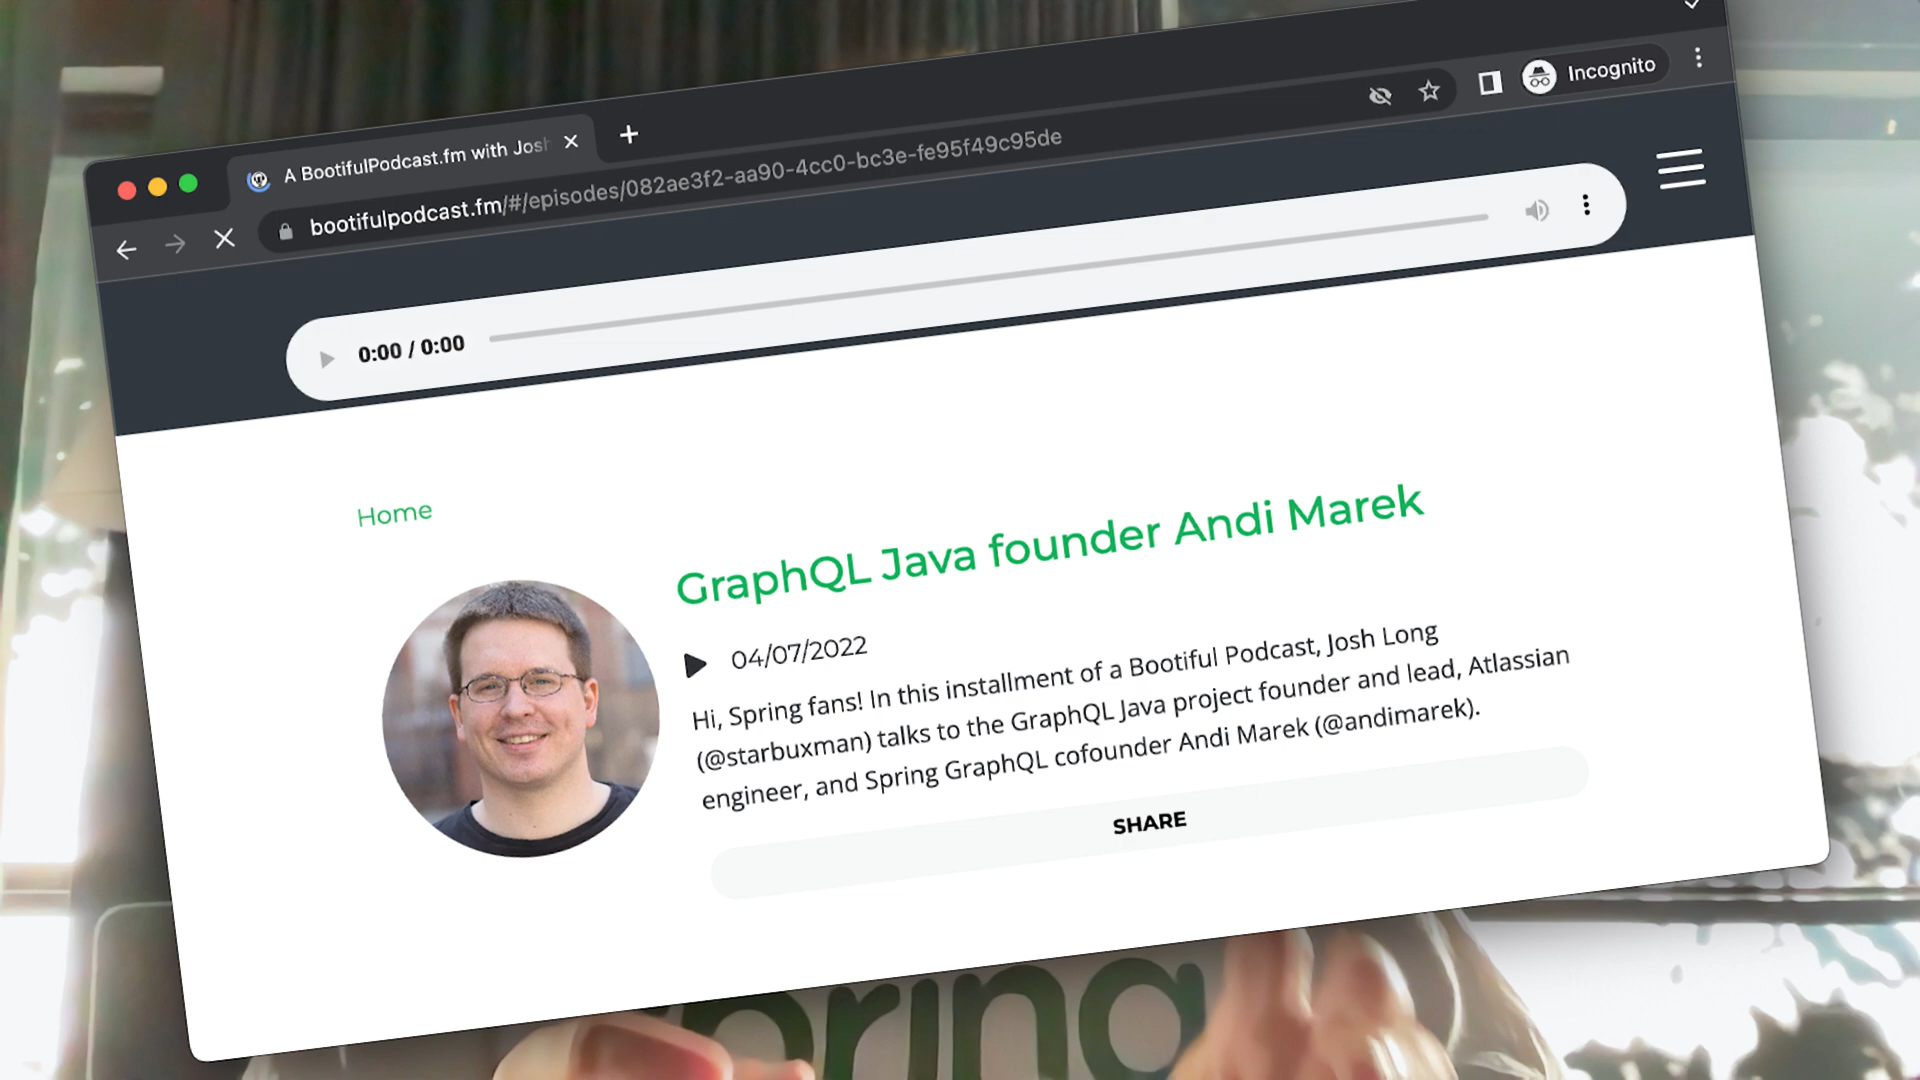 A BootifulPodcast.fm with Josh
Incognito
bootifulpodcast.fm/#/episodes/082ae3f2-aa90-4cc0-bc3e-fe95f49c95de
0:00 / 0:00
Home
GraphQL Java founder Andi Marek
04/07/2022
Hi, Spring fans! In this installment of a Bootiful Podcast, Josh Long
(@starbuxman) talks to the GraphQL Java project founder and lead, Atlassian
engineer, and Spring GraphQL cofounder Andi Marek (@andimarek).
SHARE
spring